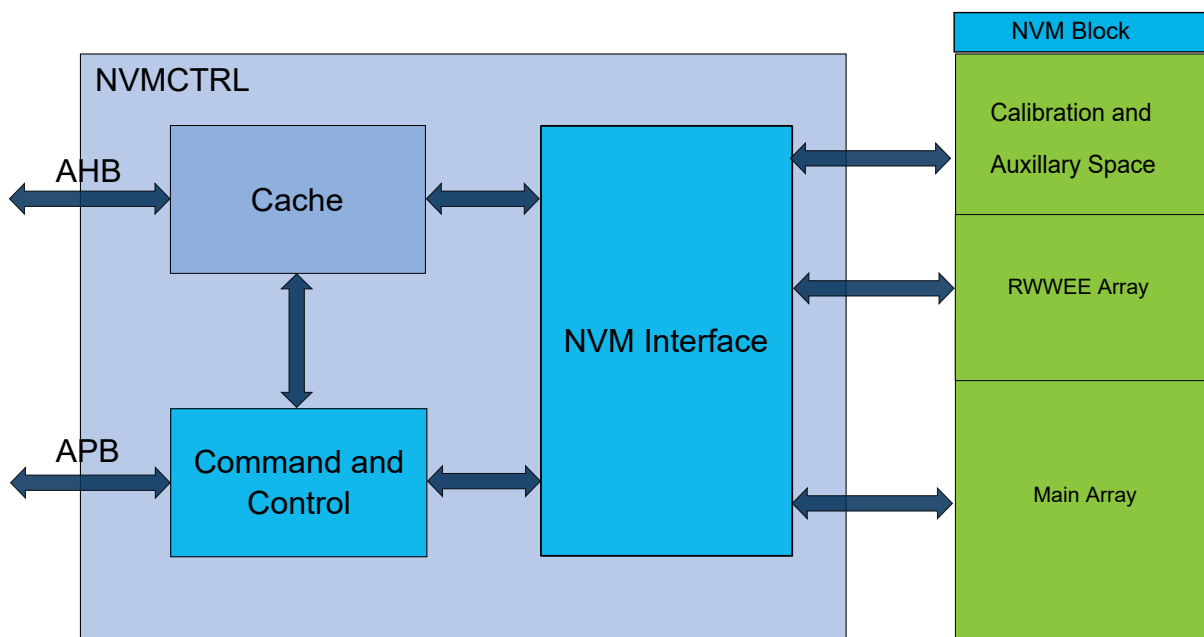 NVM Block
NVMCTRL
Calibration and
Auxillary Space
AHB
Cache
RWWEE Array
NVM Interface
APB
Command and
Control
Main Array